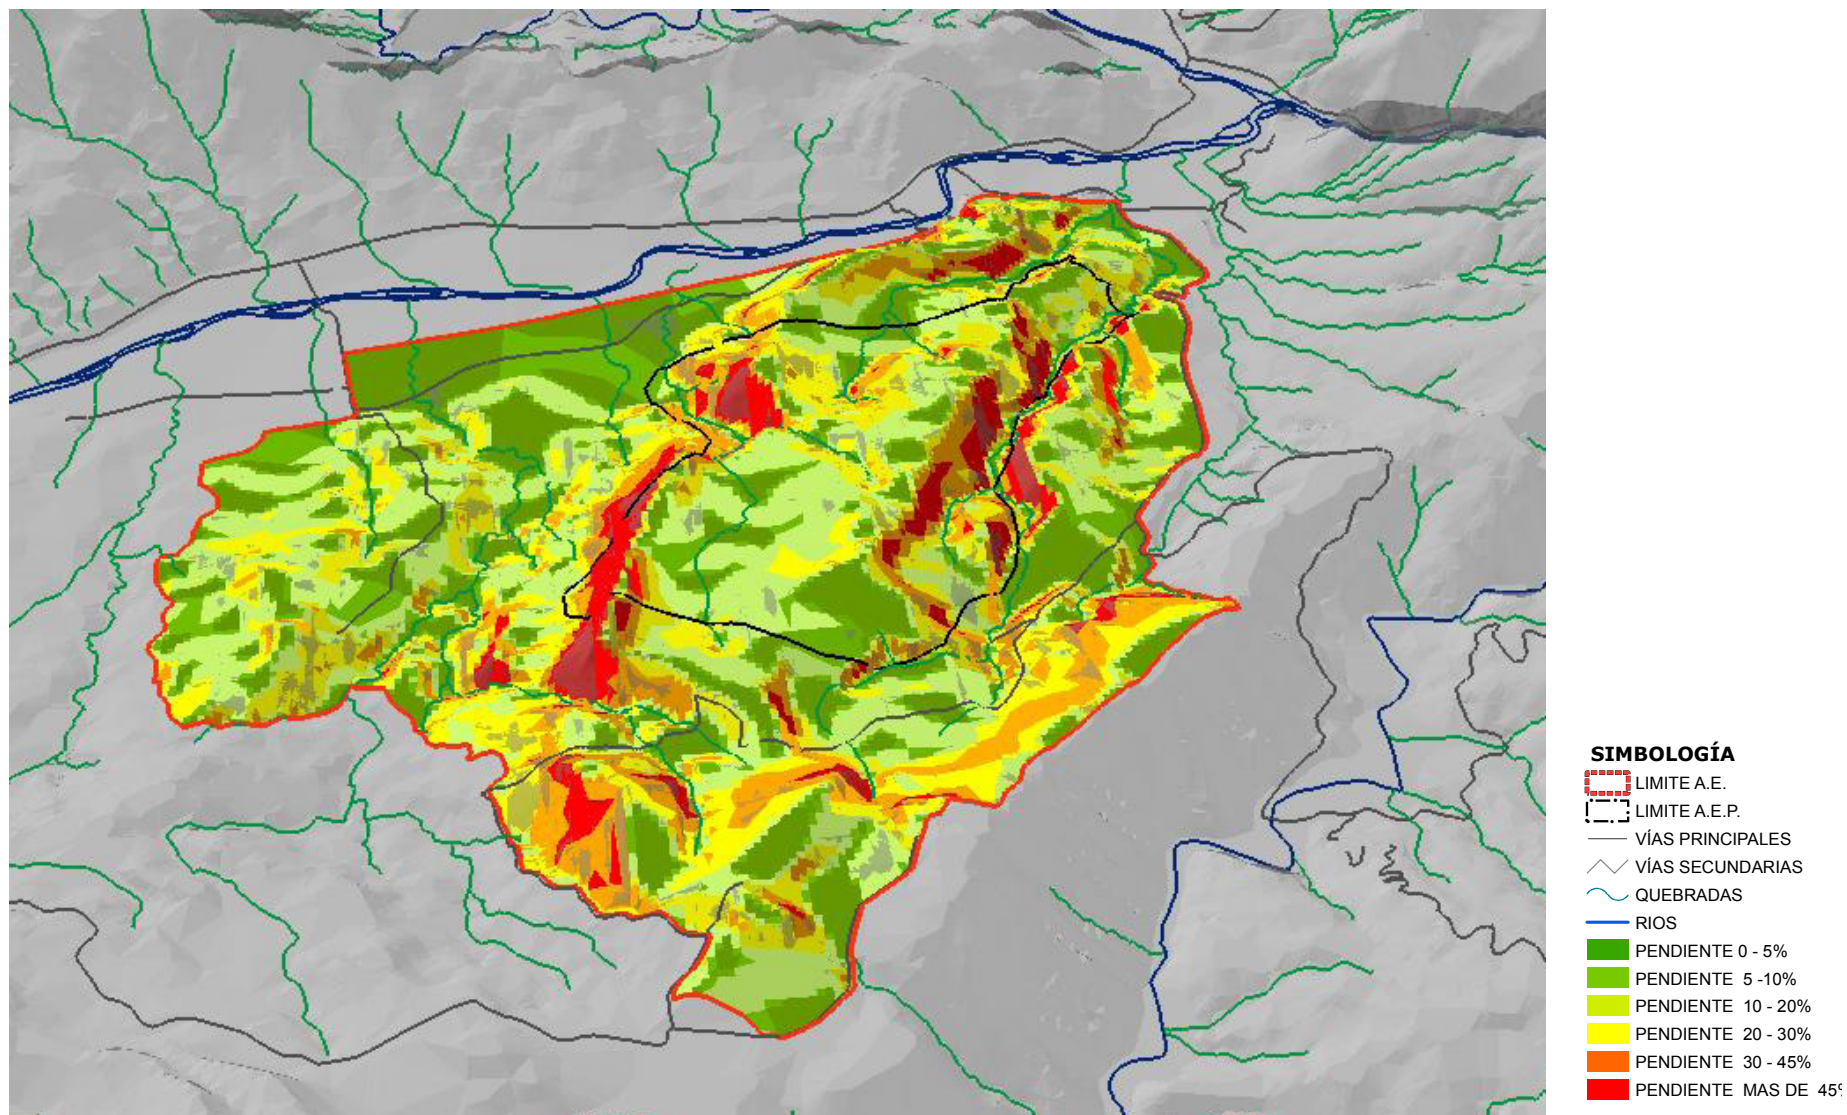 SIMBOLOGÍA
LIMITE A.E.
LIMITE A.E.P.
VÍAS PRINCIPALES
VÍAS SECUNDARIAS
QUEBRADAS
RIOS
PENDIENTE 0 - 5%
PENDIENTE 5 -10%
PENDIENTE 10 - 20%
PENDIENTE 20 - 30%
PENDIENTE 30 - 45%
PENDIENTE MAS DE 45%